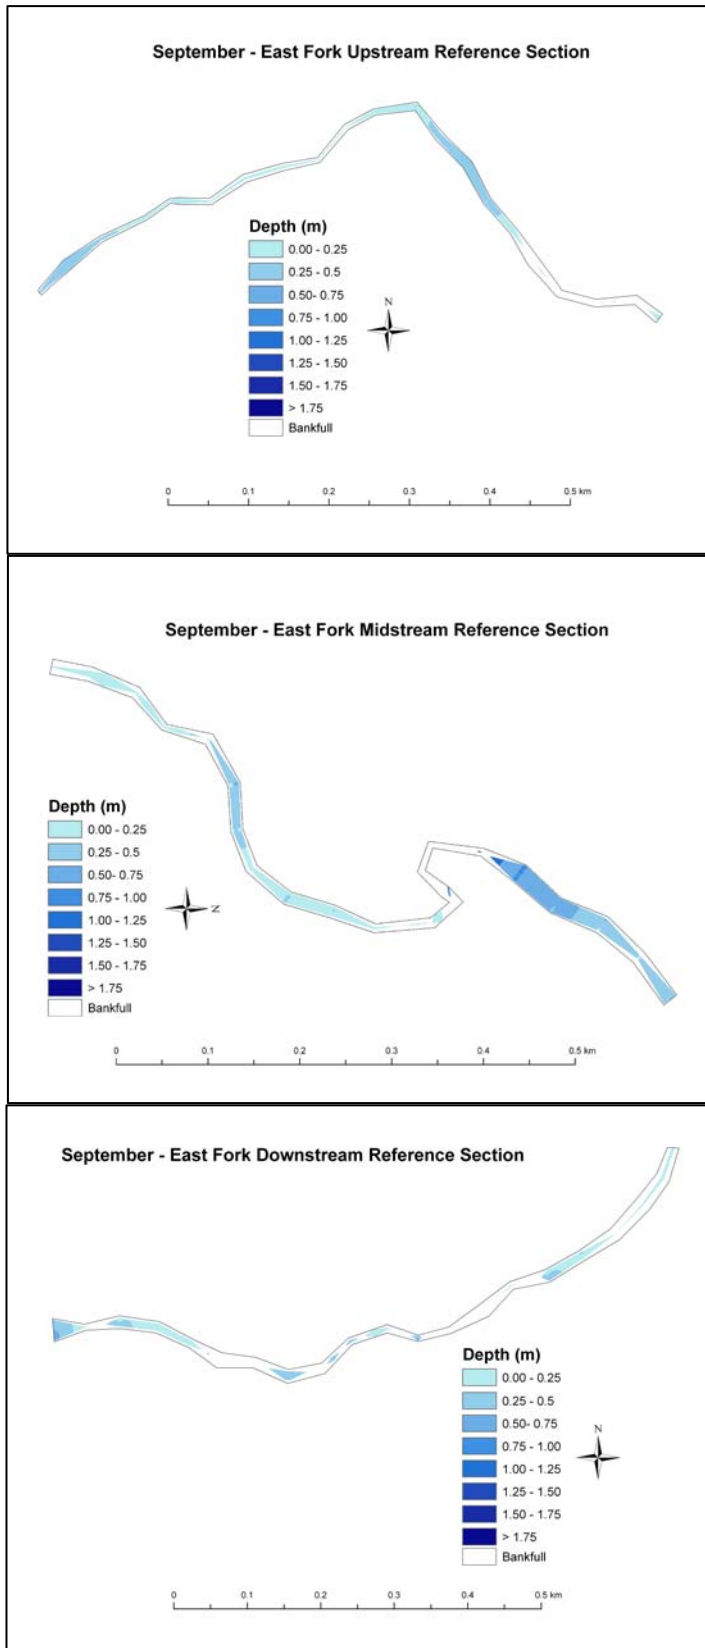 September - East Fork Upstream Reference Section
Depth (m)
0.00 - 0.25
0.25 - 0.5
0.50- 0.75
0.75 - 1.00
1.00 - 1.25
1.25 - 1.50
1.50 - 1.75
> 1.75
Bankfull
N
0 0.1 0.2 0.3 0.4 0.5 km
September - East Fork Midstream Reference Section
Depth (m)
0.00 - 0.25
0.25 - 0.5
0.50- 0.75
0.75 - 1.00
1.00 - 1.25
1.25 - 1.50
1.50 - 1.75
> 1.75
Bankfull
N
0 0.1 0.2 0.3 0.4 0.5 km
September - East Fork Downstream Reference Section
Depth (m)
0.00 - 0.25
0.25 - 0.5
0.50- 0.75
0.75 - 1.00
1.00 - 1.25
1.25 - 1.50
1.50 - 1.75
> 1.75
Bankfull
N
0 0.1 0.2 0.3 0.4 0.5 km